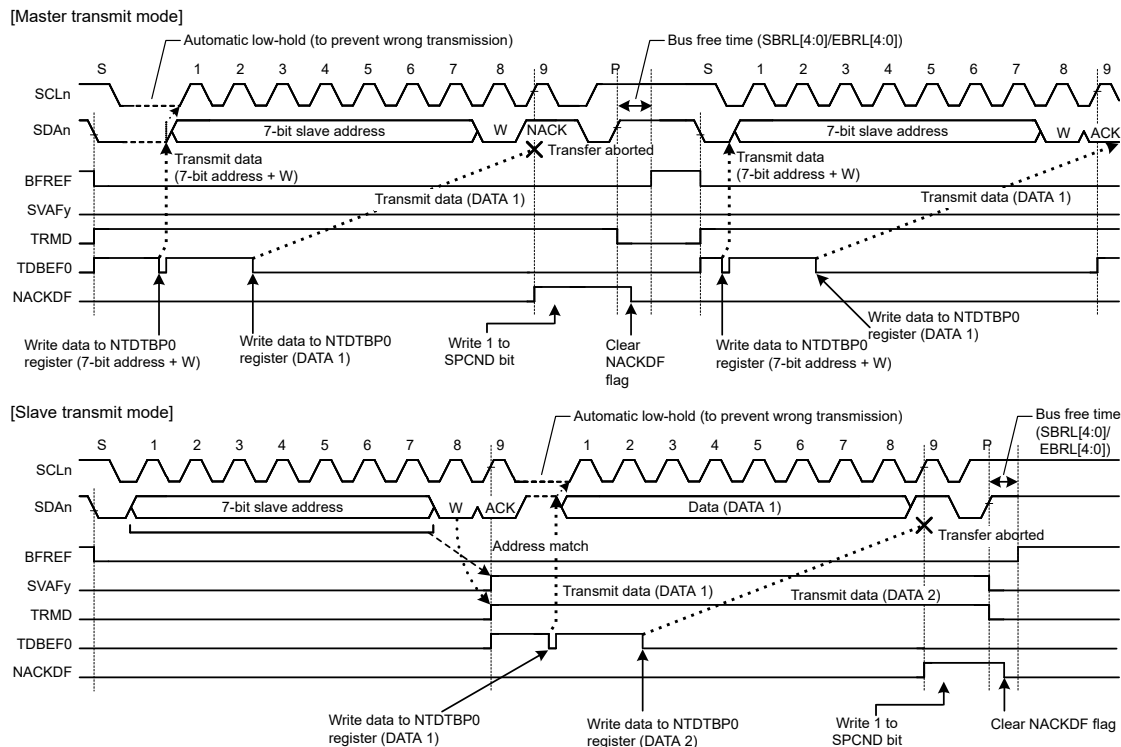 [Master transmit mode]
Automatic low-hold (to prevent wrong transmission)
Bus free time (SBRL[4:0]/EBRL[4:0])
S 1 2 3 4 5 6 7 8 9 P S 1 2 3 4 5 6 7 8 9
SCLn
SDAn 7-bit slave address W NACK 7-bit slave address W ACK
Transfer aborted
Transmit data
(7-bit address + W)
Transmit data
(7-bit address + W)
BFREF
Transmit data (DATA 1)
Transmit data (DATA 1)
SVAFy
TRMD
TDBEF0
NACKDF
Write data to NTDTBP0
register (7-bit address + W)
Write data to NTDTBP0
register (DATA 1)
Write 1 to
SPCND bit
Clear
NACKDF
flag
Write data to NTDTBP0
register (7-bit address + W)
Write data to NTDTBP0
register (DATA 1)
[Slave transmit mode]
Automatic low-hold (to prevent wrong transmission)
Bus free time
(SBRL[4:0]/
EBRL[4:0])
S 1 2 3 4 5 6 7 8 9 1 2 3 4 5 6 7 8 9 P
SCLn
SDAn 7-bit slave address W ACK Data (DATA 1)
Transfer aborted
Address match
BFREF
SVAFy
Transmit data (DATA 1)
Transmit data (DATA 2)
TRMD
TDBEF0
NACKDF
Write data to NTDTBP0
register (DATA 1)
Write data to NTDTBP0
register (DATA 2)
Write 1 to
SPCND bit
Clear NACKDF flag